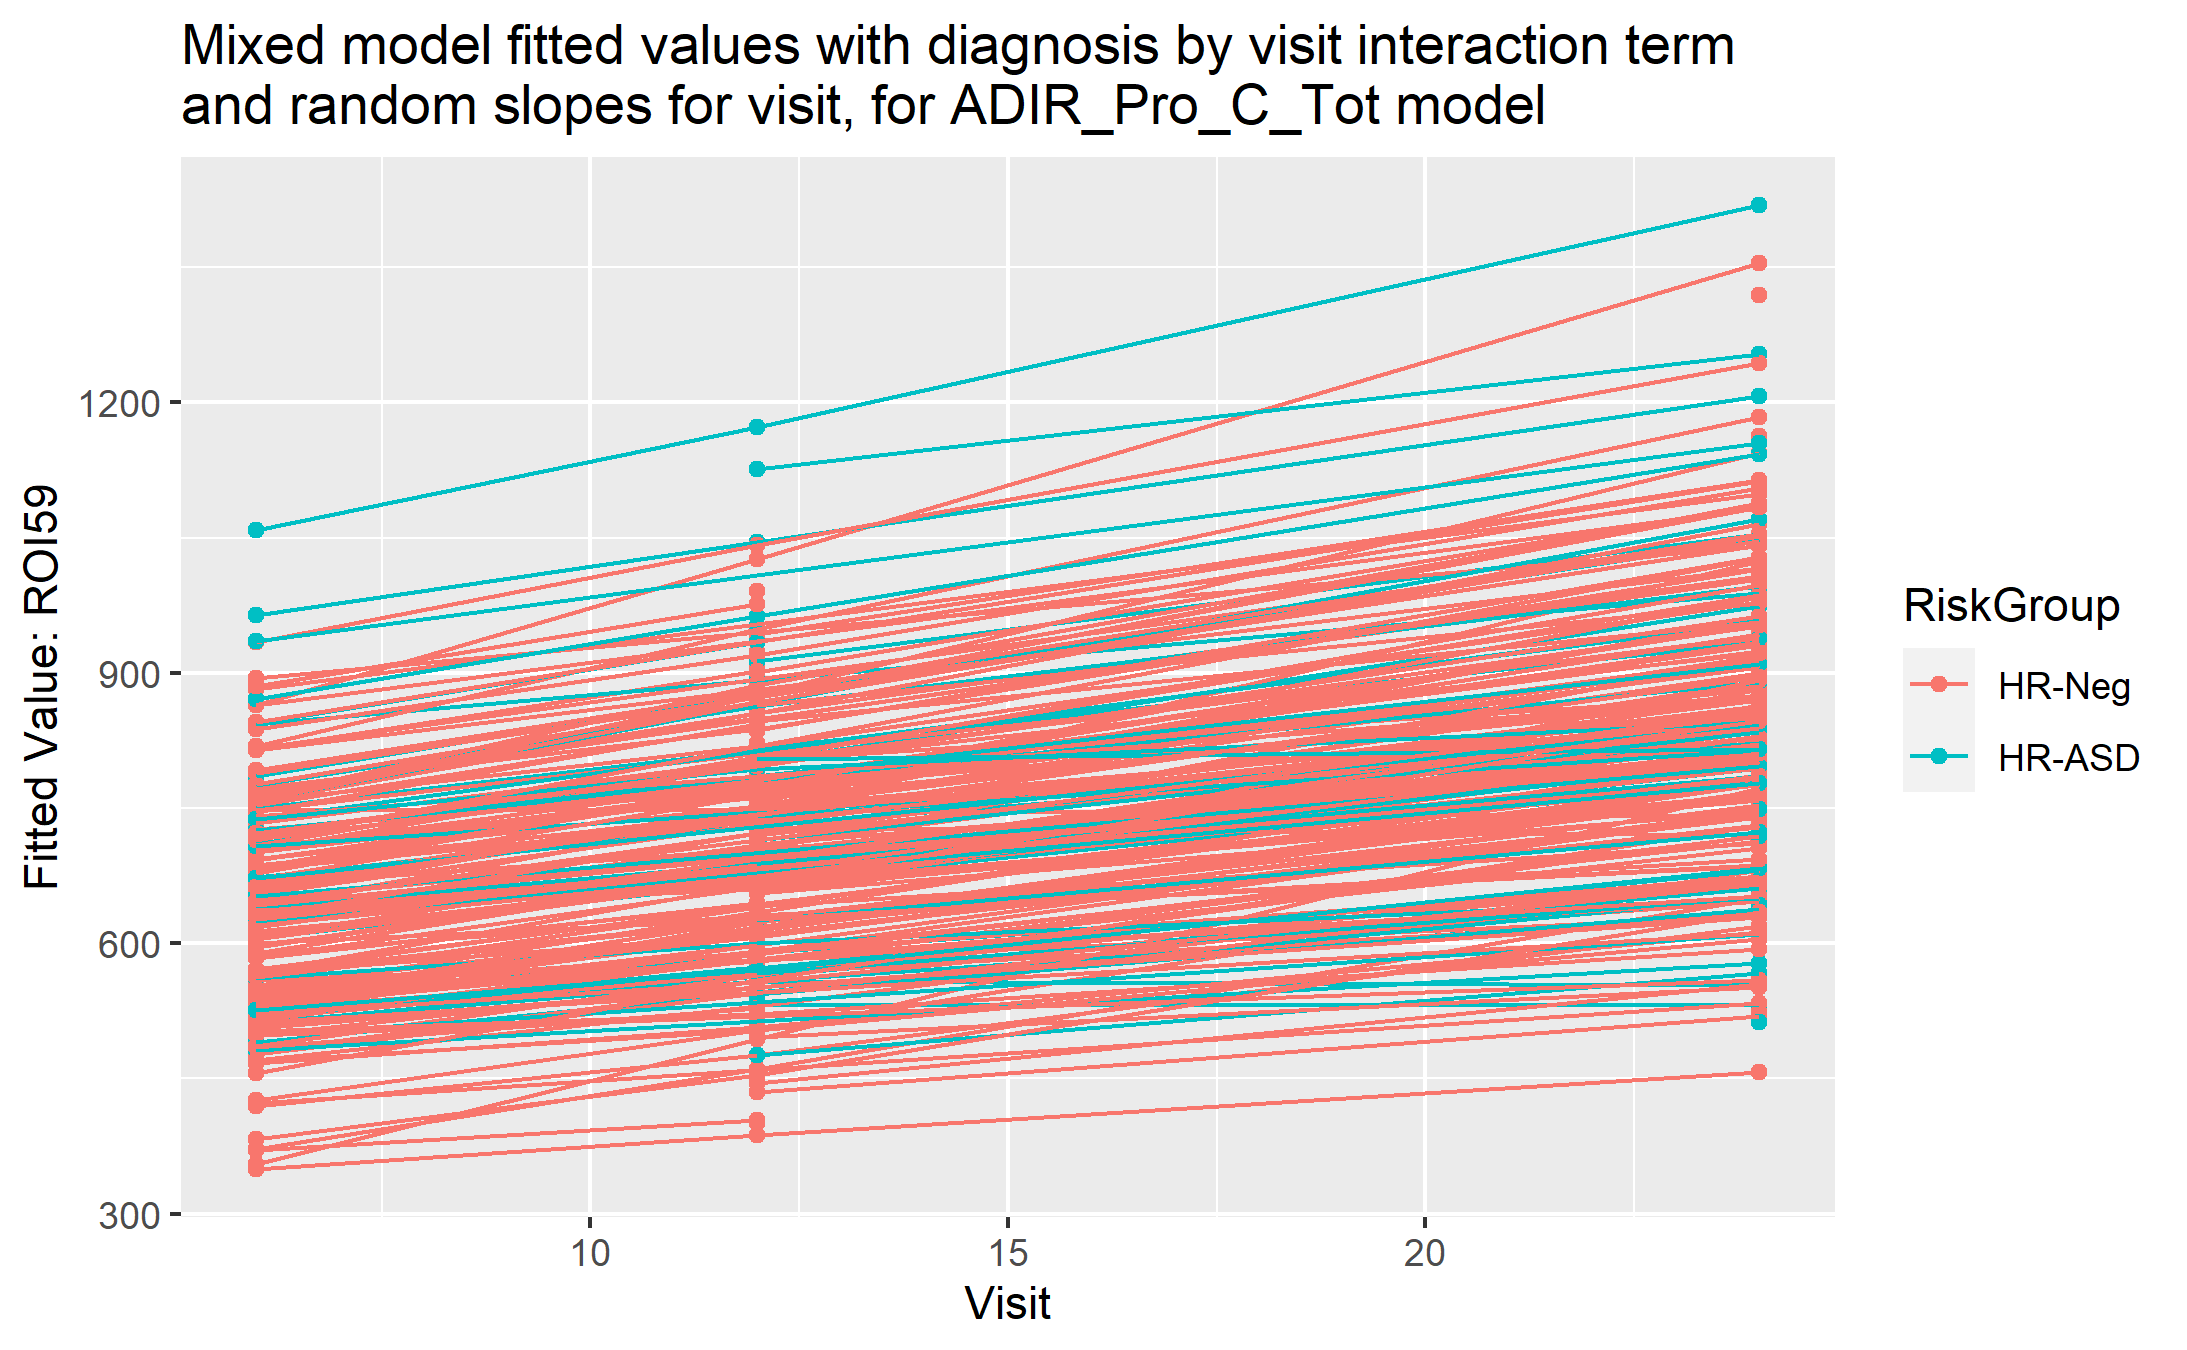 Mixed model fitted values with diagnosis by visit interaction term
and random slopes for visit, for ADIR_Pro_C_Tot model
Fitted Value: ROI59
1200
900
600
300
10
15
20
Visit
RiskGroup
HR-Neg
HR-ASD